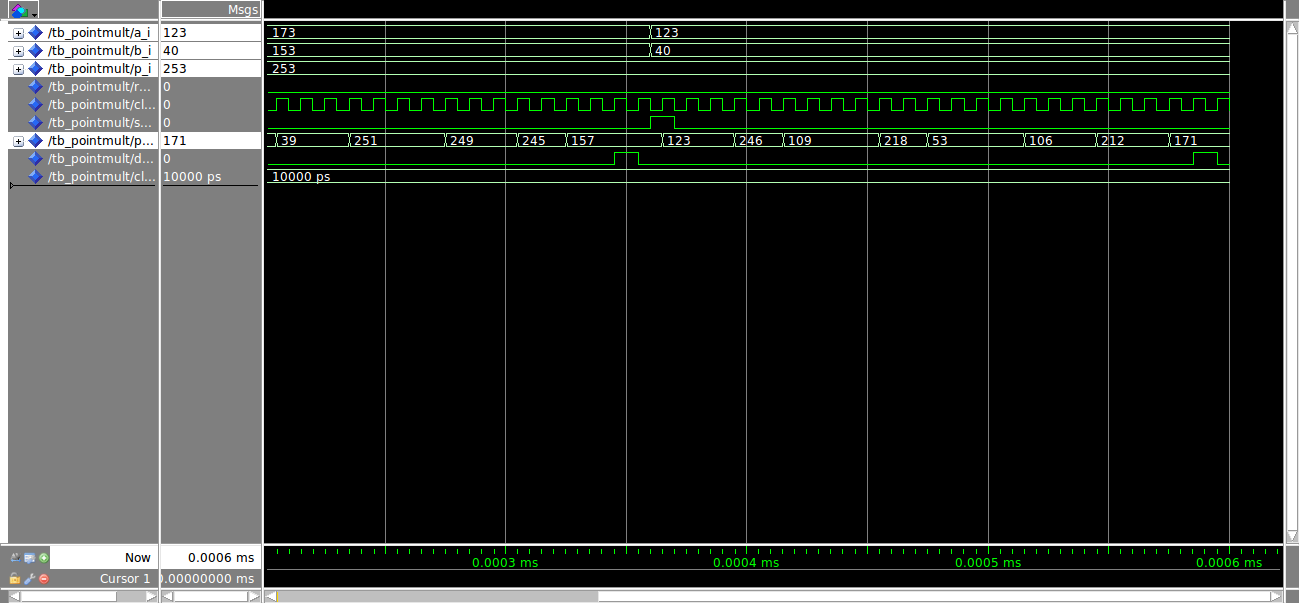 Msgs
/tb_pointmult/a_i 123 173 123
/tb_pointmult/b_i 40 153 40
/tb_pointmult/p_i 253 253
/tb_pointmult/r... 0
/tb_pointmult/cl... 0
/tb_pointmult/s... 0
/tb_pointmult/p... 171 39 251 249 245 157 123 246 109 218 53 106 212 171
/tb_pointmult/d... 0
/tb_pointmult/cl... 10000 ps 10000 ps
Now 0.0006 ms 0.0003 ms 0.0004 ms 0.0005 ms 0.0006 ms
Cursor 1 0.00000000 ms